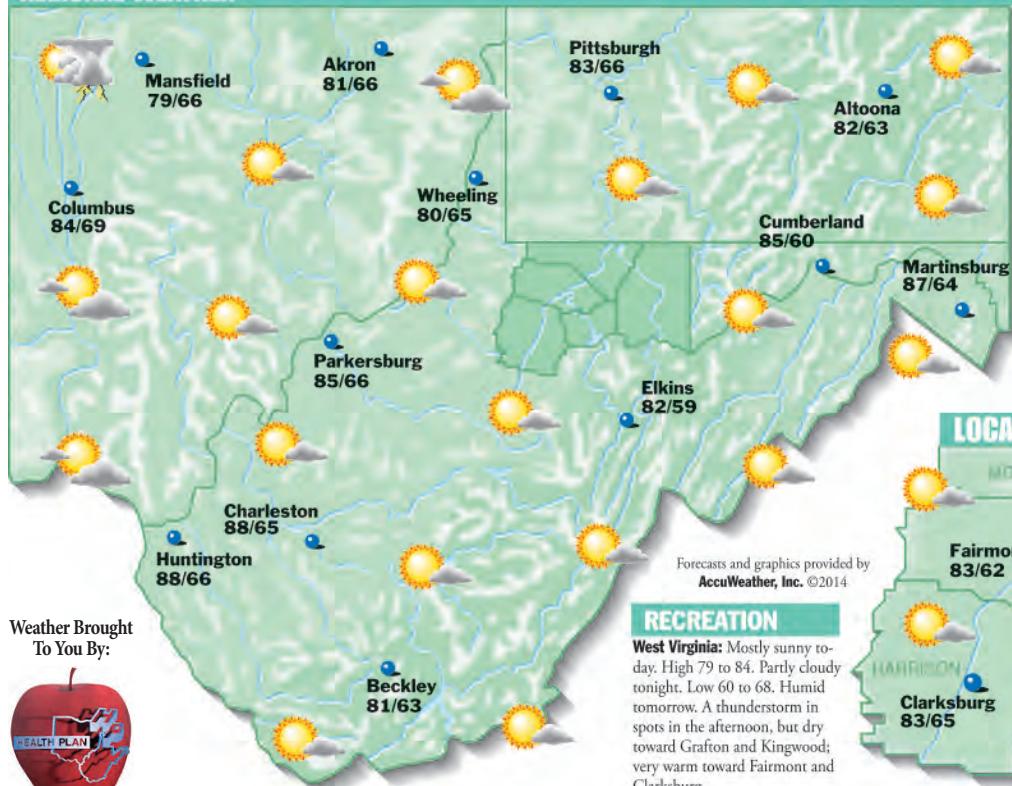 Mansfield
79/66
Akron
81/66
Pittsburgh
83/66
Altoona
82/63
Columbus
84/69
Wheeling
80/65
Cumberland
85/60
Martinsburg
87/64
Parkersburg
85/66
Elkins
82/59
Charleston
88/65
Huntington
88/66
Beckley
81/63
Forecasts and graphics provided by
AccuWeather, Inc. ©2014
Weather Brought
To You By:
HEALTH PLAN
RECREATION
West Virginia: Mostly sunny to-
day. High 79 to 84. Partly cloudy
tonight. Low 60 to 68. Humid
tomorrow. A thunderstorm in
spots in the afternoon, but dry
toward Grafton and Kingwood;
very warm toward Fairmont and
LOCA
Fairmo
83/62
HARRISON
Clarksburg
83/65